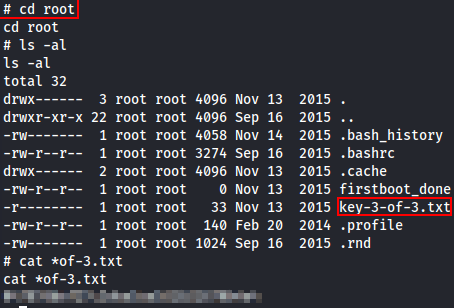 # cd root
cd root
# ls -al
ls -al
total 32
drwx------  3 root root 4096 Nov 13  2015 .
drwxr-xr-x 22 root root 4096 Sep 16  2015 ..
-rw-------  1 root root 4058 Nov 14  2015 .bash_history
-rw-r--r--  1 root root 3274 Sep 16  2015 .bashrc
drwx------  2 root root 4096 Nov 13  2015 .cache
-rw-r--r--  1 root root    0 Nov 13  2015 firstboot_done
-r--------  1 root root   33 Nov 13  2015 key-3-of-3.txt
-rw-r--r--  1 root root  140 Feb 20  2014 .profile
-rw-------  1 root root 1024 Sep 16  2015 .rnd
# cat *of-3.txt
cat *of-3.txt